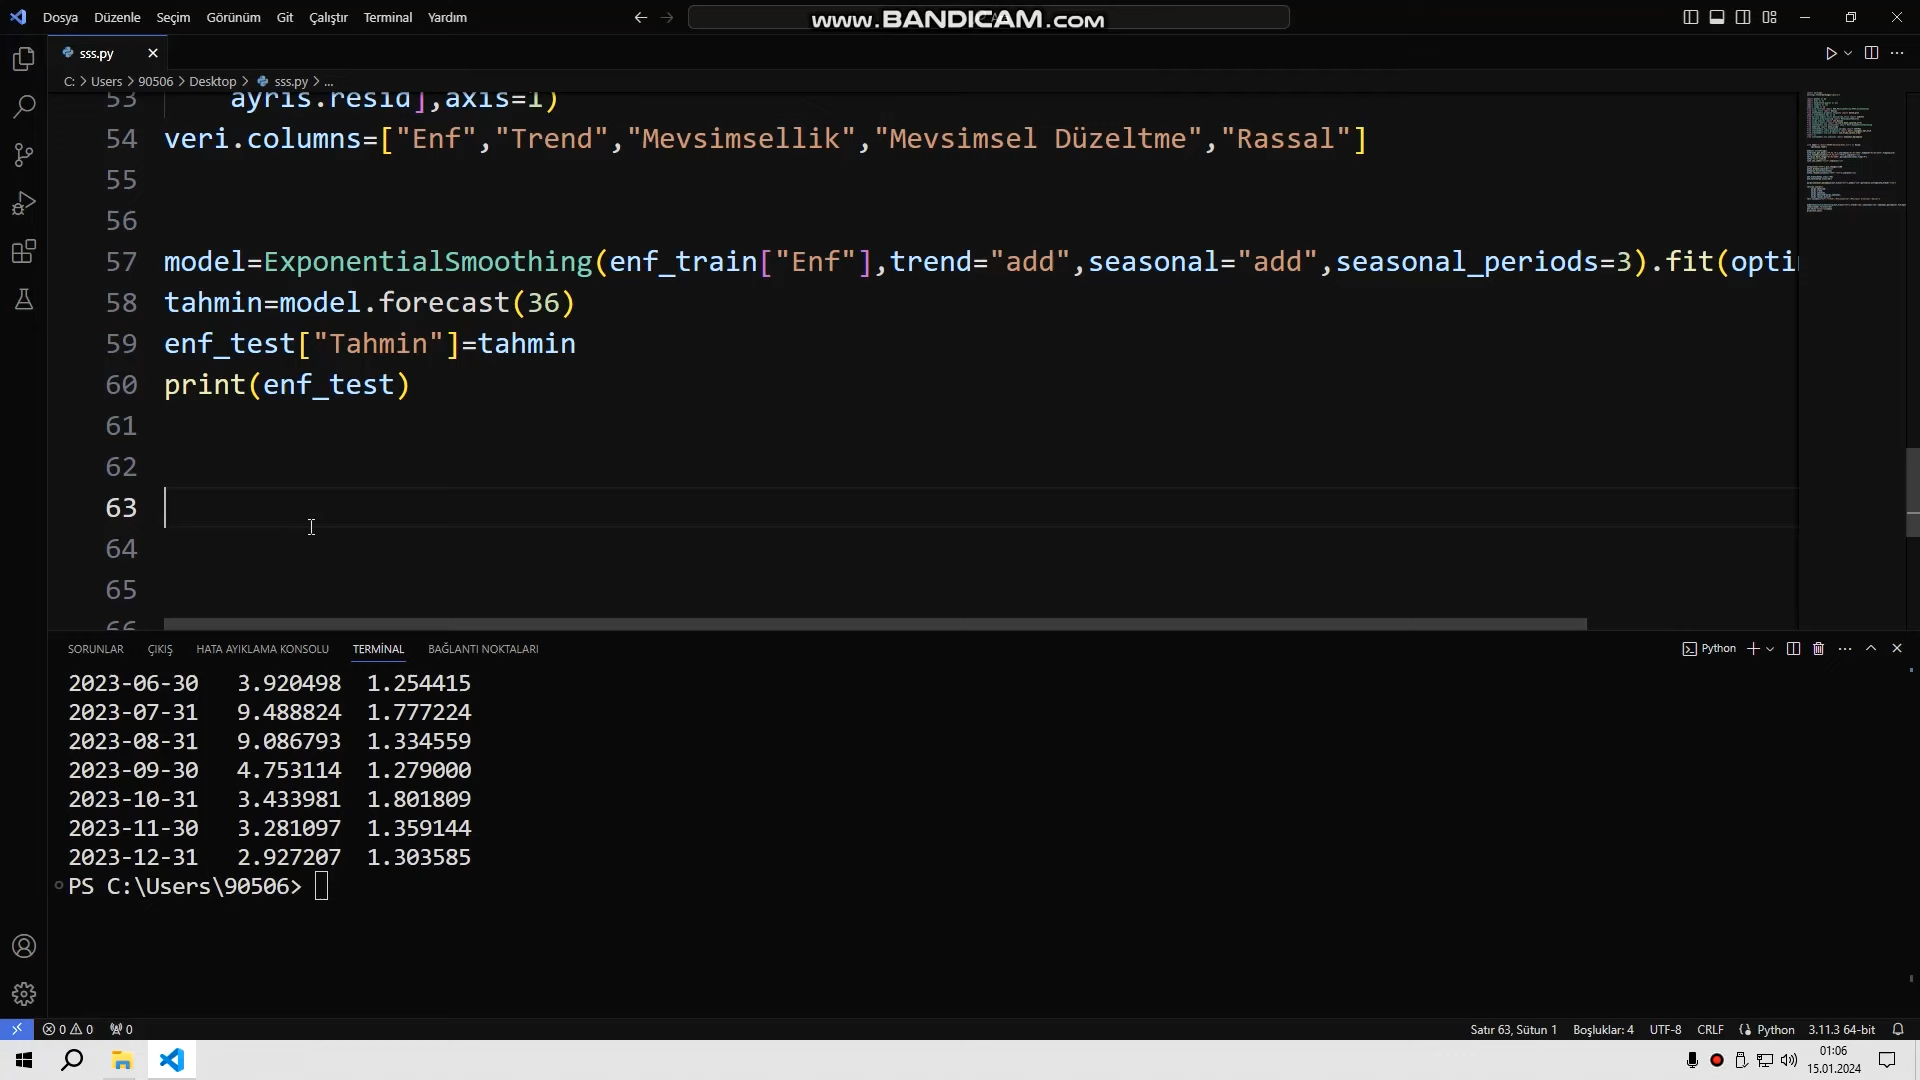 Dosya Düzenle Seçim Görünüm Git Çalıştır Terminal Yardım
www.BANDICAM.com
sss.py
C: > Users > 90506 > Desktop > sss.py > ...
53 ayris.resid],axis=1)
54 veri.columns=["Enf","Trend","Mevsimsellik","Mevsimsel Düzeltme","Rassal"]
55
56
57 model=ExponentialSmoothing(enf_train["Enf"],trend="add",seasonal="add",seasonal_periods=3).fit(opti
58 tahmin=model.forecast(36)
59 enf_test["Tahmin"]=tahmin
60 print(enf_test)
61
62
63
64
65
66
SORUNLAR ÇIKIŞ HATA AYIKLAMA KONSOLU TERMİNAL BAĞLANTI NOKTALARI Python
2023-06-30 3.920498 1.254415
2023-07-31 9.488824 1.777224
2023-08-31 9.086793 1.334559
2023-09-30 4.753114 1.279000
2023-10-31 3.433981 1.801809
2023-11-30 3.281097 1.359144
2023-12-31 2.927207 1.303585
PS C:\Users\90506>
0 0 0 Satır 63, Sütun 1 Boşluklar: 4 UTF-8 CRLF Python 3.11.3 64-bit
01:06
15.01.2024